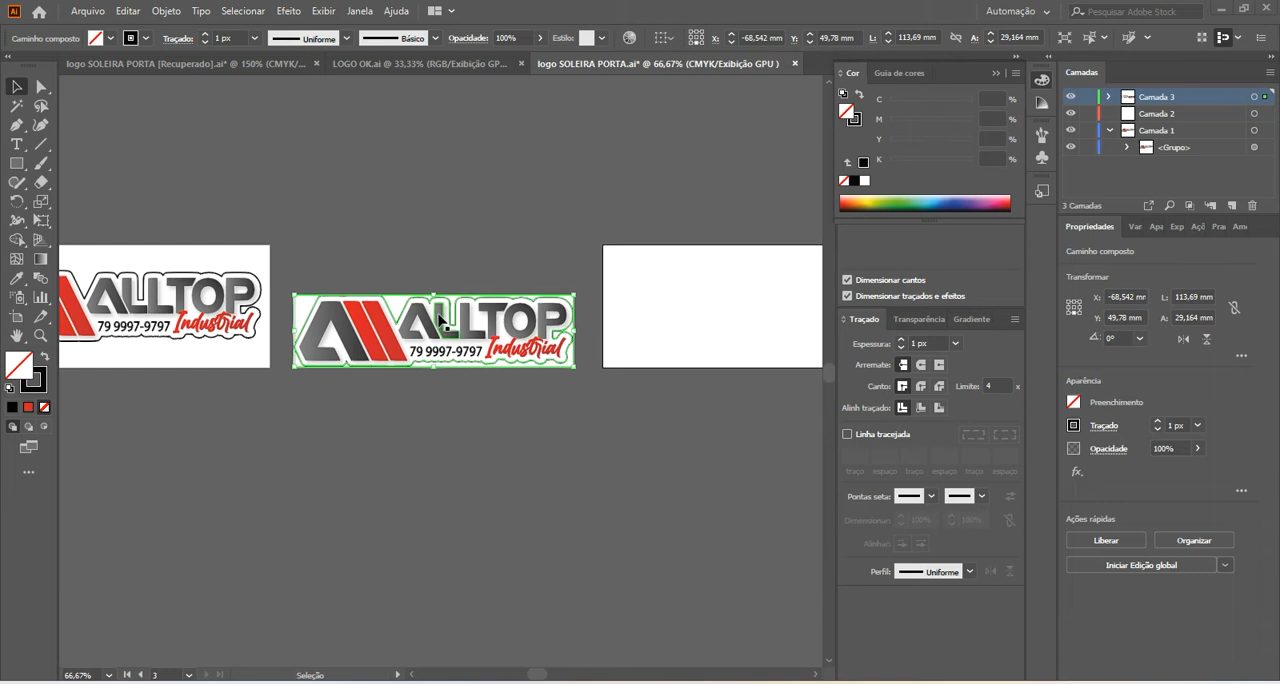 Ai
Arquivo Editar Objeto Tipo Selecionar Efeito Exibir Janela Ajuda
Automação
Pesquisar Adobe Stock
Caminho composto
Traçado: 1 px
Uniforme
Básico
Opacidade: 100%
Estilo:
X: -68,542 mm
Y: 49,78 mm
L: 113,69 mm
A: 29,164 mm
logo SOLEIRA PORTA [Recuperado].ai* @ 150% (CMYK/...
LOGO OK.ai @ 33,33% (RGB/Exibição GP...
logo SOLEIRA PORTA.ai* @ 66,67% (CMYK/Exibição GPU )
Cor Guia de cores
C %
M %
Y %
K %
Dimensionar cantos
Dimensionar traçados e efeitos
Traçado Transparência Gradiente
Espessura: 1 px
Arremate:
Canto: Limite: 4 x
Alinh traçado:
Linha tracejada
traço espaço traço espaço traço espaço
Pontas seta:
Dimensionar: 100% 100%
Alinhar:
Perfil: Uniforme
Camadas
Camada 3
Camada 2
Camada 1
<Grupo>
3 Camadas
Propriedades Var Apa Exp Açõ Pra Am
Caminho composto
Transformar
X: -68,542 mm L: 113,69 mm
Y: 49,78 mm A: 29,164 mm
0°
Aparência
Preenchimento
Traçado 1 px
Opacidade 100%
fx.
Ações rápidas
Liberar Organizar
Iniciar Edição global
ALLTOP
79 9997-9797 Industrial
ALLTOP
79 9997-9797 Industrial
66,67% 3 Seleção